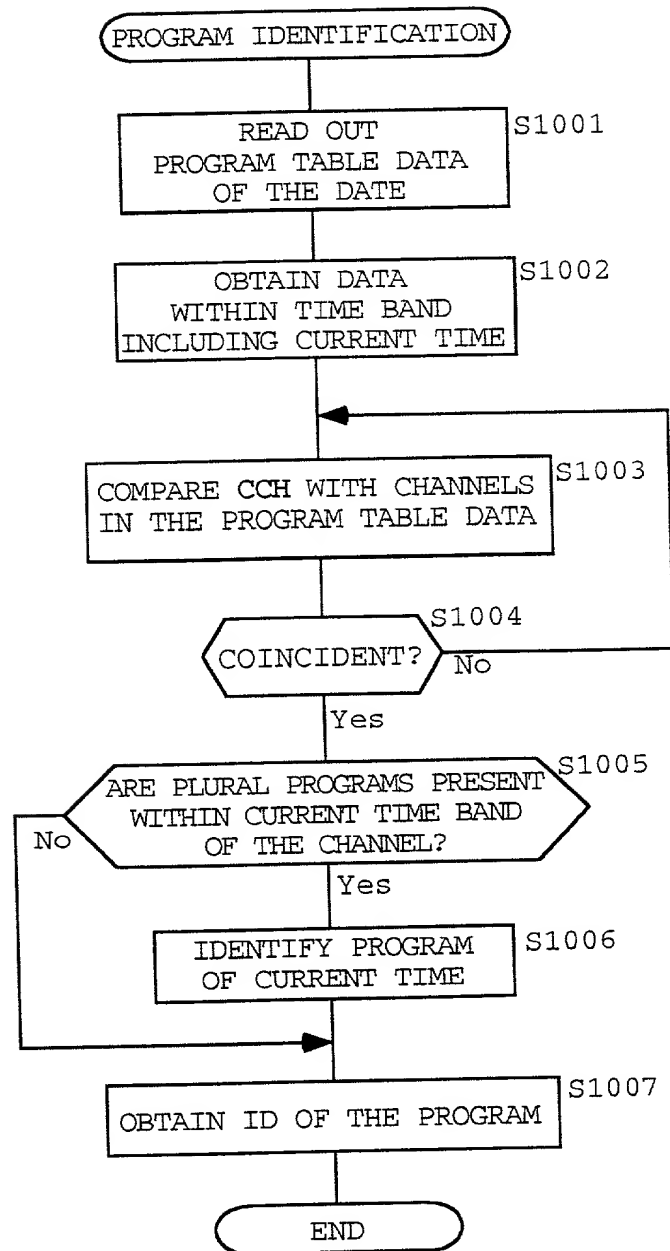 PROGRAM IDENTIFICATION
READ OUT
PROGRAM TABLE DATA
OF THE DATE
S1001
OBTAIN DATA
WITHIN TIME BAND
INCLUDING CURRENT TIME
S1002
COMPARE CCH WITH CHANNELS
IN THE PROGRAM TABLE DATA
S1003
COINCIDENT?
S1004
No
Yes
ARE PLURAL PROGRAMS PRESENT
WITHIN CURRENT TIME BAND
OF THE CHANNEL?
S1005
No
Yes
IDENTIFY PROGRAM
OF CURRENT TIME
S1006
OBTAIN ID OF THE PROGRAM
S1007
END